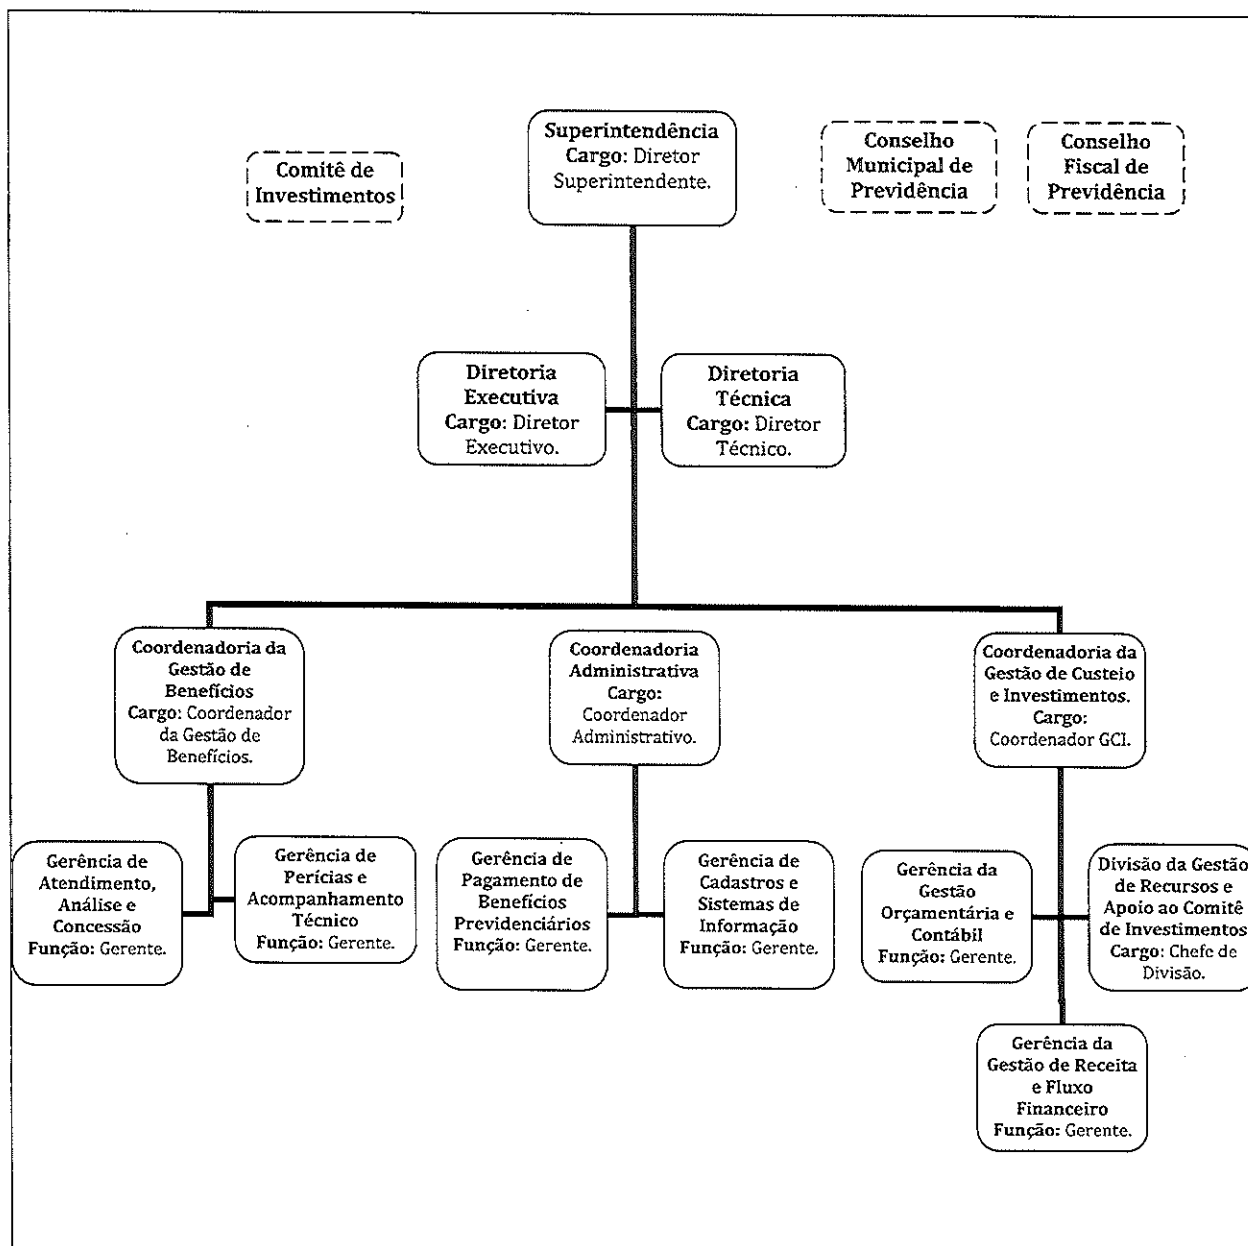 Comitê de
Investimentos
Superintendência
Cargo: Diretor
Superintendente.
Conselho
Municipal de
Previdência
Conselho
Fiscal de
Previdência
Diretoria
Executiva
Cargo: Diretor
Executivo.
Diretoria
Técnica
Cargo: Diretor
Técnico.
Coordenadoria da
Gestão de
Benefícios
Cargo: Coordenador
da Gestão de
Benefícios.
Coordenadoria
Administrativa
Cargo:
Coordenador
Administrativo.
Coordenadoria da
Gestão de Custeio
e Investimentos.
Cargo:
Coordenador GCI.
Gerência de
Atendimento,
Análise e
Concessão
Função: Gerente.
Gerência de
Perícias e
Acompanhamento
Técnico
Função: Gerente.
Gerência de
Pagamento de
Benefícios
Previdenciários
Função: Gerente.
Gerência de
Cadastros e
Sistemas de
Informação
Função: Gerente.
Gerência da
Gestão
Orçamentária e
Contábil
Função: Gerente.
Divisão da Gestão
de Recursos e
Apoio ao Comitê
de Investimentos
Cargo: Chefe de
Divisão.
Gerência da
Gestão de Receita
e Fluxo
Financeiro
Função: Gerente.